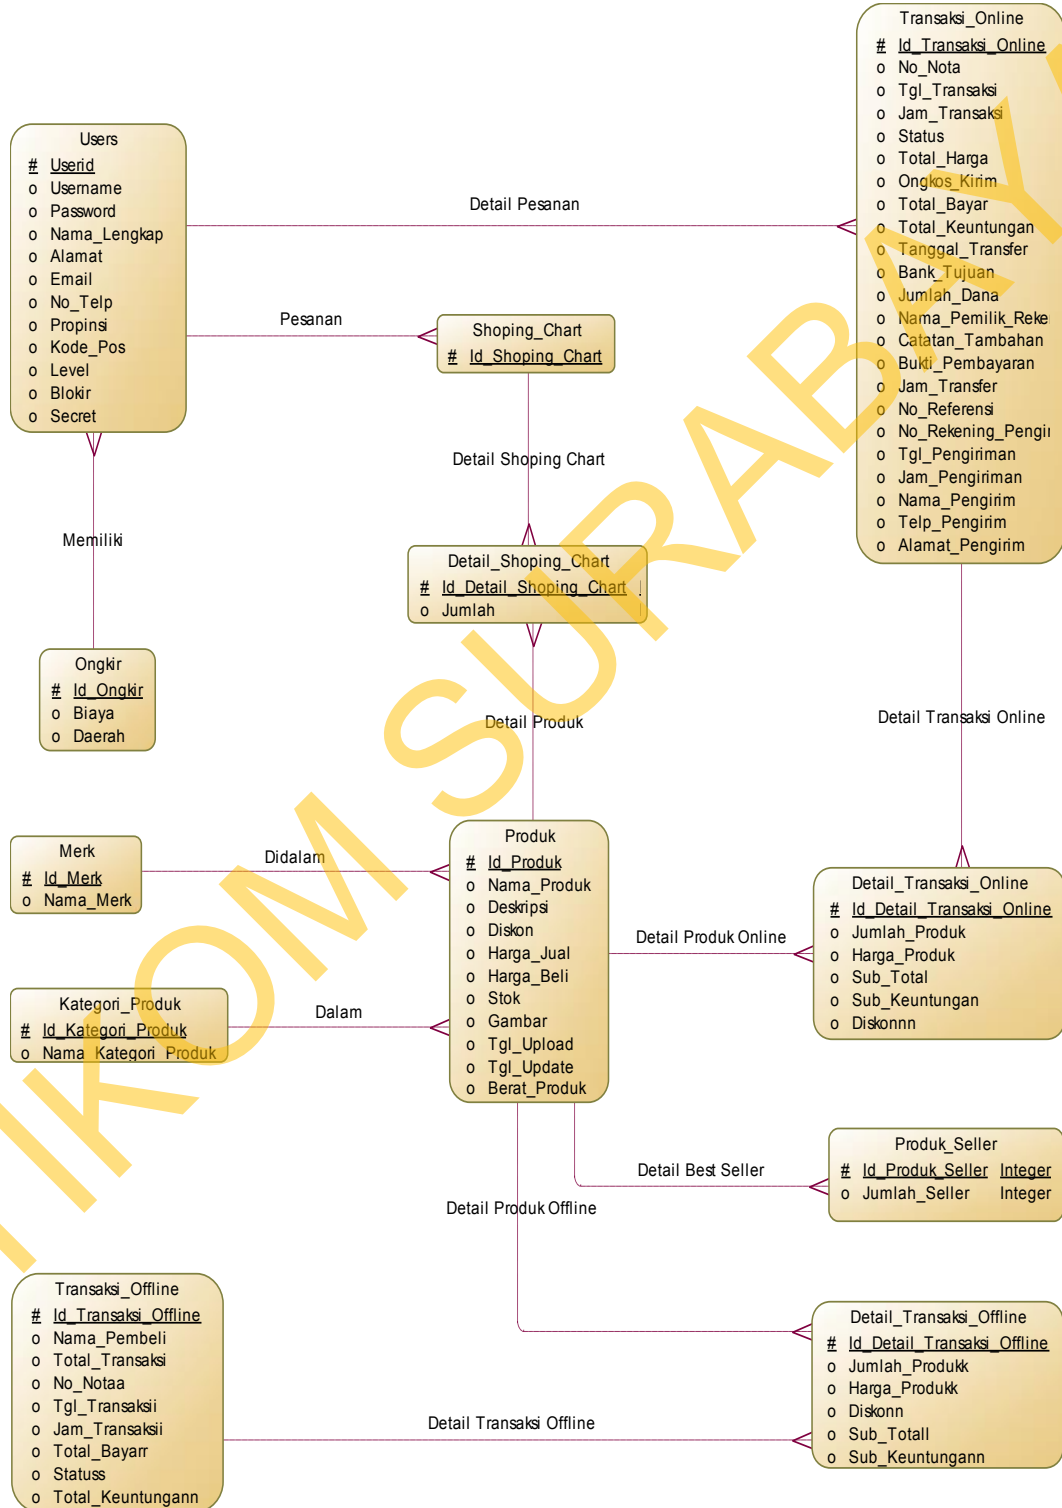 Transaksi_Online
# Id_Transaksi_Online
o No_Nota
o Tgl_Transaksi
o Jam_Transaksi
o Status
o Total_Harga
o Ongkos_Kirim
o Total_Bayar
o Total_Keuntungan
o Tanggal_Transfer
o Bank_Tujuan
o Jumlah_Dana
o Nama_Pemilik_Reke
o Catatan_Tambahan
o Bukti_Pembayaran
o Jam_Transfer
o No_Referensi
o No_Rekening_Pengir
o Tgl_Pengiriman
o Jam_Pengiriman
o Nama_Pengirim
o Telp_Pengirim
o Alamat_Pengirim
Users
# Userid
o Username
o Password
o Nama_Lengkap
o Alamat
o Email
o No_Telp
o Propinsi
o Kode_Pos
o Level
o Blokir
o Secret
Detail Pesanan
Pesanan
Shoping_Chart
# Id_Shoping_Chart
Detail Shoping Chart
Memiliki
Detail_Shoping_Chart
# Id_Detail_Shoping_Chart
o Jumlah
Ongkir
# Id_Ongkir
o Biaya
o Daerah
Detail Produk
Detail Transaksi Online
Merk
# Id_Merk
o Nama_Merk
Didalam
Produk
# Id_Produk
o Nama_Produk
o Deskripsi
o Diskon
o Harga_Jual
o Harga_Beli
o Stok
o Gambar
o Tgl_Upload
o Tgl_Update
o Berat_Produk
Detail Produk Online
Detail_Transaksi_Online
# Id_Detail_Transaksi_Online
o Jumlah_Produk
o Harga_Produk
o Sub_Total
o Sub_Keuntungan
o Diskonnn
Kategori_Produk
# Id_Kategori_Produk
o Nama_Kategori_Produk
Dalam
Detail Best Seller
Produk_Seller
# Id_Produk_Seller Integer
o Jumlah_Seller Integer
Detail Produk Offline
Transaksi_Offline
# Id_Transaksi_Offline
o Nama_Pembeli
o Total_Transaksi
o No_Notaa
o Tgl_Transaksii
o Jam_Transaksii
o Total_Bayarr
o Statuss
o Total_Keuntungann
Detail Transaksi Offline
Detail_Transaksi_Offline
# Id_Detail_Transaksi_Offline
o Jumlah_Produkk
o Harga_Produkk
o Diskonn
o Sub_Totall
o Sub_Keuntungann
IKOM SURABAY